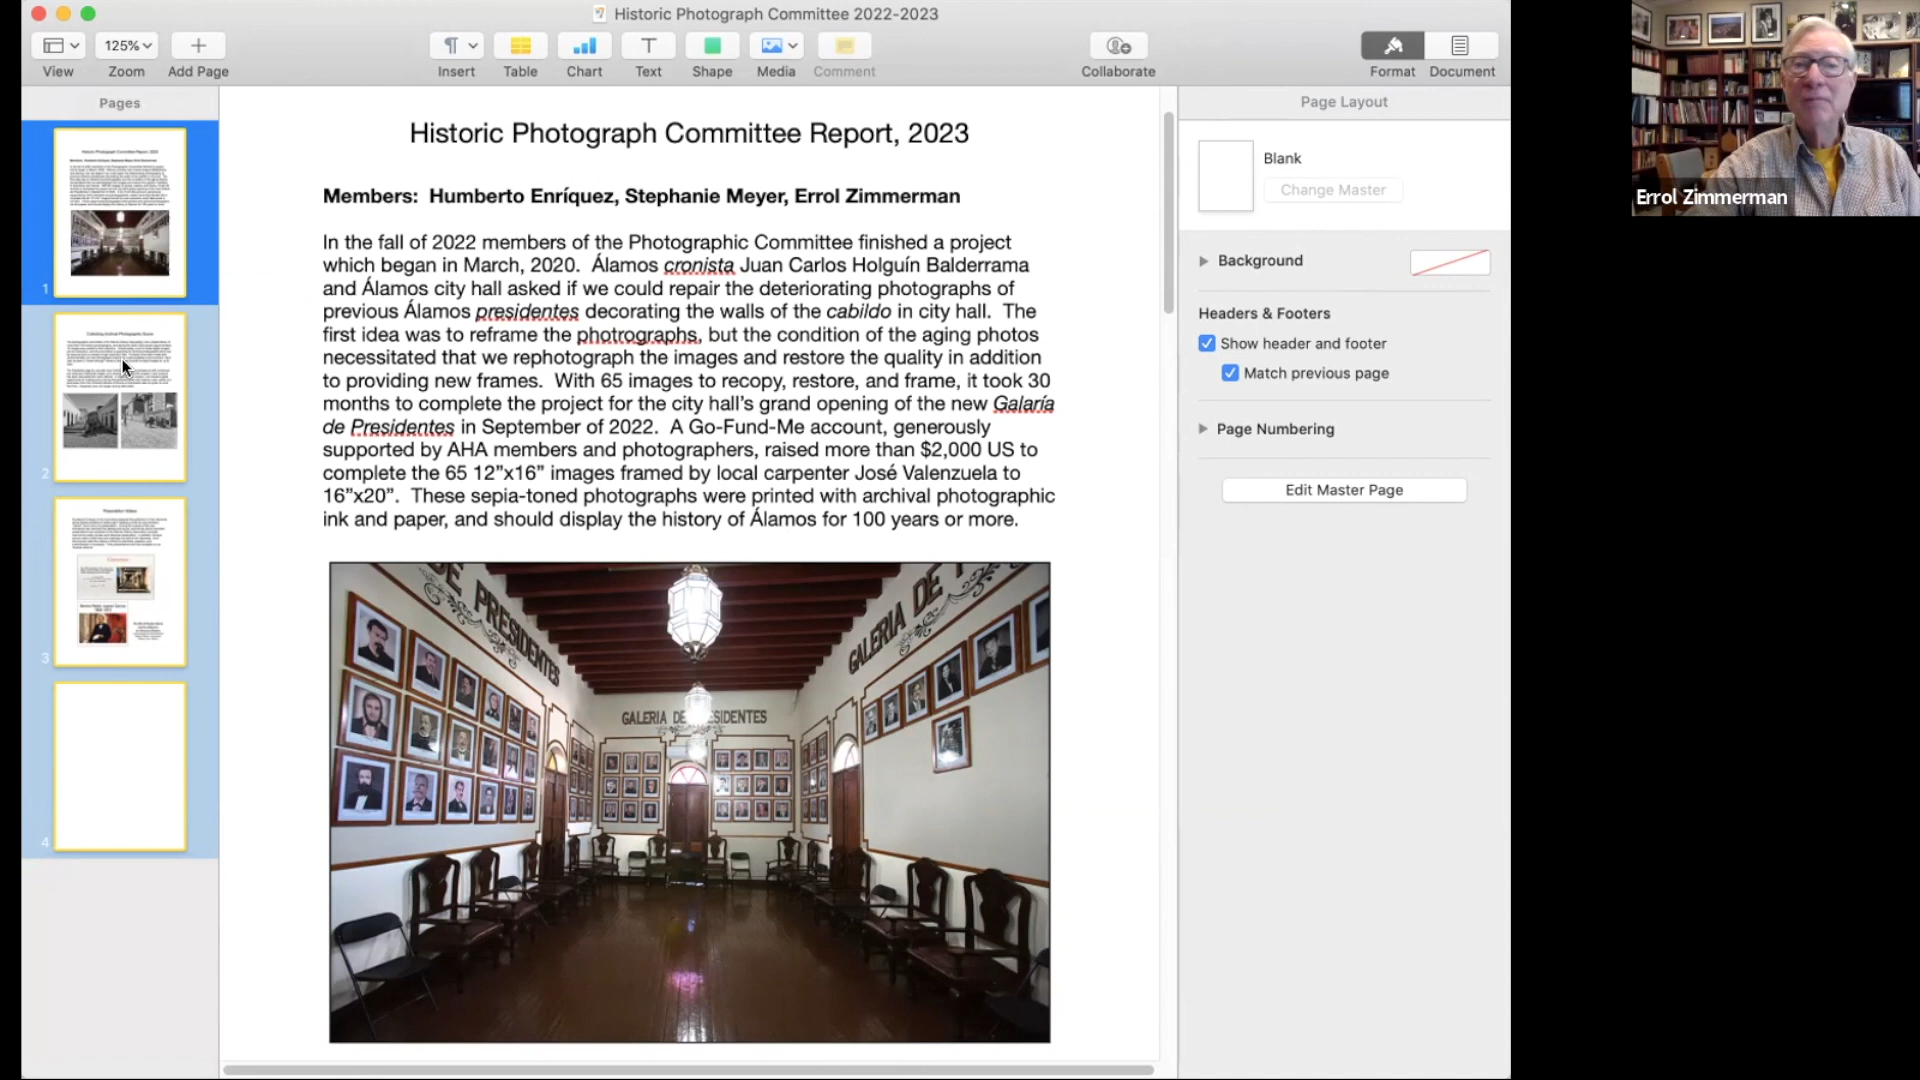 Historic Photograph Committee 2022-2023
125%
View
Zoom
Add Page
Insert
Table
Chart
Text
Shape
Media
Comment
Collaborate
Format
Document
Pages
1
2
3
4
Historic Photograph Committee Report, 2023
Members:  Humberto Enríquez, Stephanie Meyer, Errol Zimmerman
In the fall of 2022 members of the Photographic Committee finished a project
which began in March, 2020.  Álamos cronista Juan Carlos Holguín Balderrama
and Álamos city hall asked if we could repair the deteriorating photographs of
previous Álamos presidentes decorating the walls of the cabildo in city hall.  The
first idea was to reframe the photrographs, but the condition of the aging photos
necessitated that we rephotograph the images and restore the quality in addition
to providing new frames.  With 65 images to recopy, restore, and frame, it took 30
months to complete the project for the city hall's grand opening of the new Galaría
de Presidentes in September of 2022.  A Go-Fund-Me account, generously
supported by AHA members and photographers, raised more than $2,000 US to
complete the 65 12”x16” images framed by local carpenter José Valenzuela to
16”x20”.  These sepia-toned photographs were printed with archival photographic
ink and paper, and should display the history of Álamos for 100 years or more.
DE PRESIDENTES
GALERIA DE
GALERIA DE
Page Layout
Blank
Change Master
Background
Headers & Footers
Show header and footer
Match previous page
Page Numbering
Edit Master Page
Errol Zimmerman